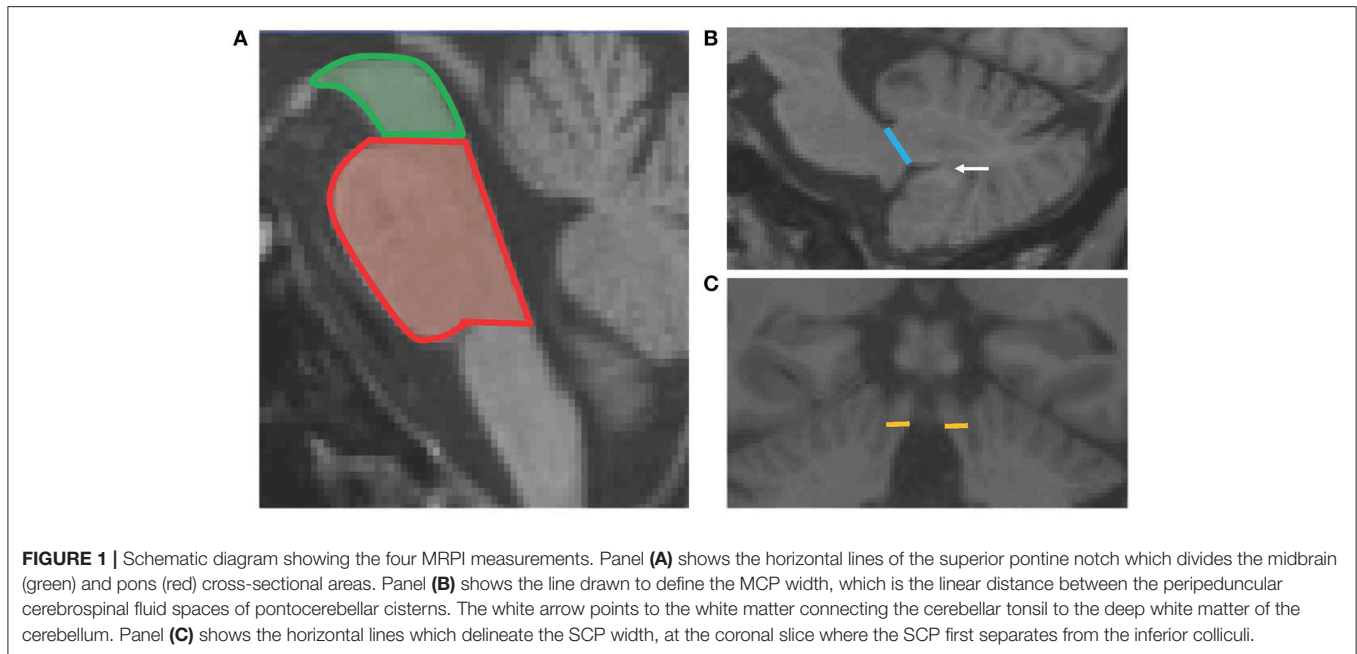 A
B
C
FIGURE 1 | Schematic diagram showing the four MRPI measurements. Panel (A) shows the horizontal lines of the superior pontine notch which divides the midbrain
(green) and pons (red) cross-sectional areas. Panel (B) shows the line drawn to define the MCP width, which is the linear distance between the peripeduncular
cerebrospinal fluid spaces of pontocerebellar cisterns. The white arrow points to the white matter connecting the cerebellar tonsil to the deep white matter of the
cerebellum. Panel (C) shows the horizontal lines which delineate the SCP width, at the coronal slice where the SCP first separates from the inferior colliculi.